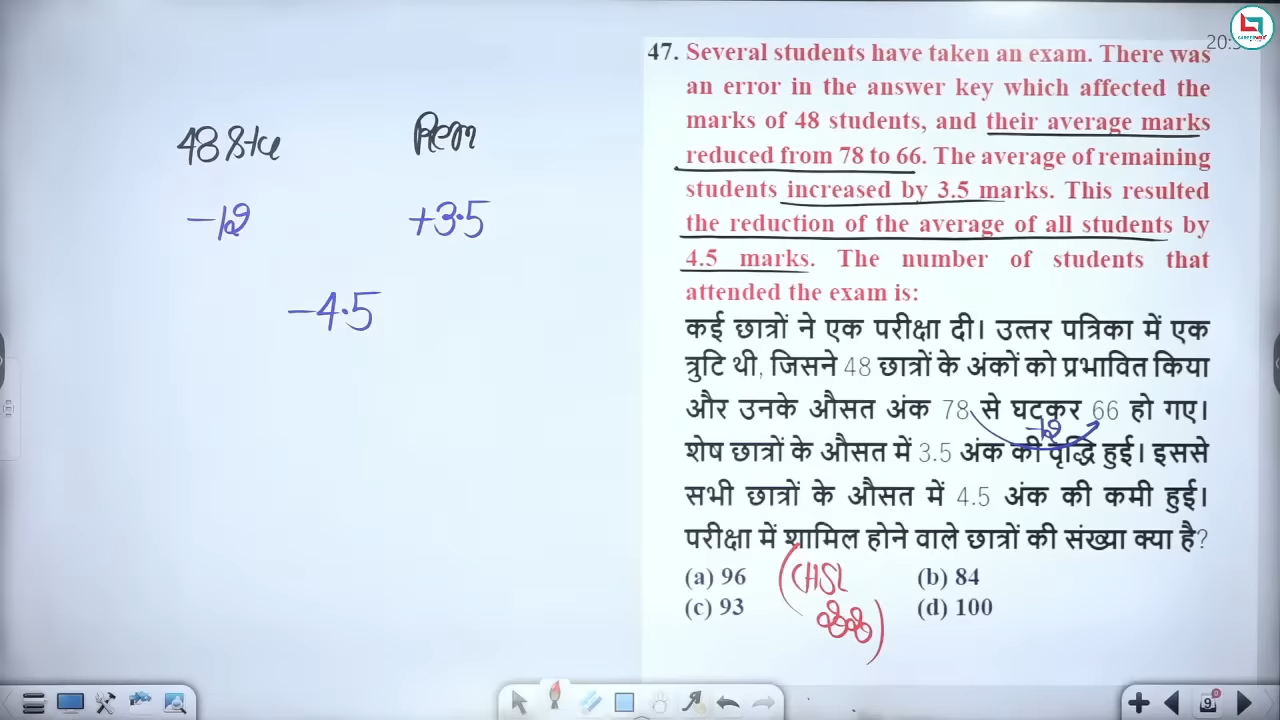 47. Several students have taken an exam. There was
an error in the answer key which affected the
marks of 48 students, and their average marks
reduced from 78 to 66. The average of remaining
students increased by 3.5 marks. This resulted
the reduction of the average of all students by
4.5 marks. The number of students that
attended the exam is:
कई छात्रों ने एक परीक्षा दी। उत्तर पत्रिका में एक
त्रुटि थी, जिसने 48 छात्रों के अंकों को प्रभावित किया
और उनके औसत अंक 78 से घटकर 66 हो गए।
-12
शेष छात्रों के औसत में 3.5 अंक की वृद्धि हुई। इससे
सभी छात्रों के औसत में 4.5 अंक की कमी हुई।
परीक्षा में शामिल होने वाले छात्रों की संख्या क्या है?
(a) 96 (b) 84
(c) 93 (d) 100
(CHSL
22)
48 Rem
-12 +3.5
-4.5